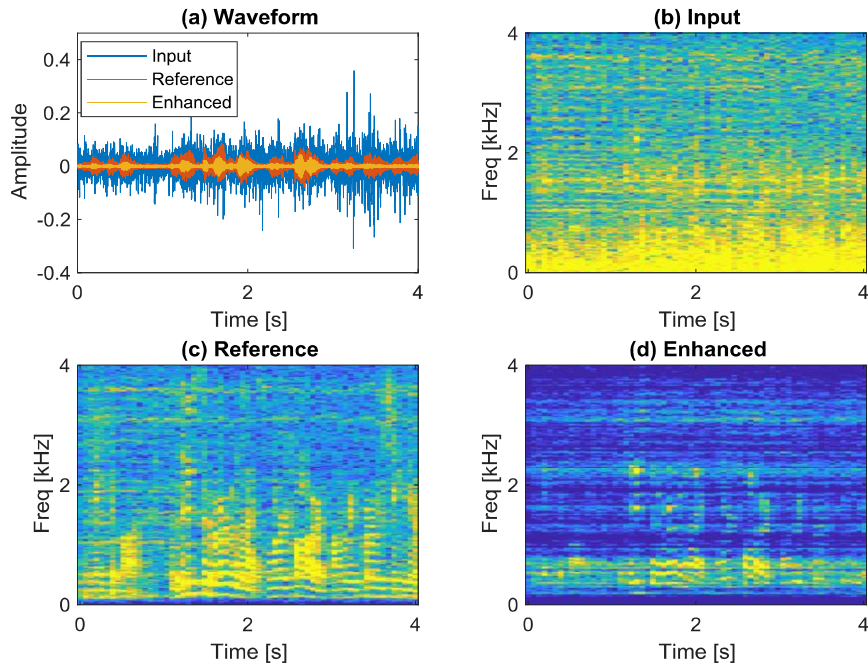 (a) Waveform
Input
Reference
Enhanced
Amplitude
0.4
0.2
0
-0.2
-0.4
0 2 4
Time [s]
(b) Input
Freq [kHz]
4
2
0
0 2 4
Time [s]
(c) Reference
Freq [kHz]
4
2
0
0 2 4
Time [s]
(d) Enhanced
Freq [kHz]
4
2
0
0 2 4
Time [s]